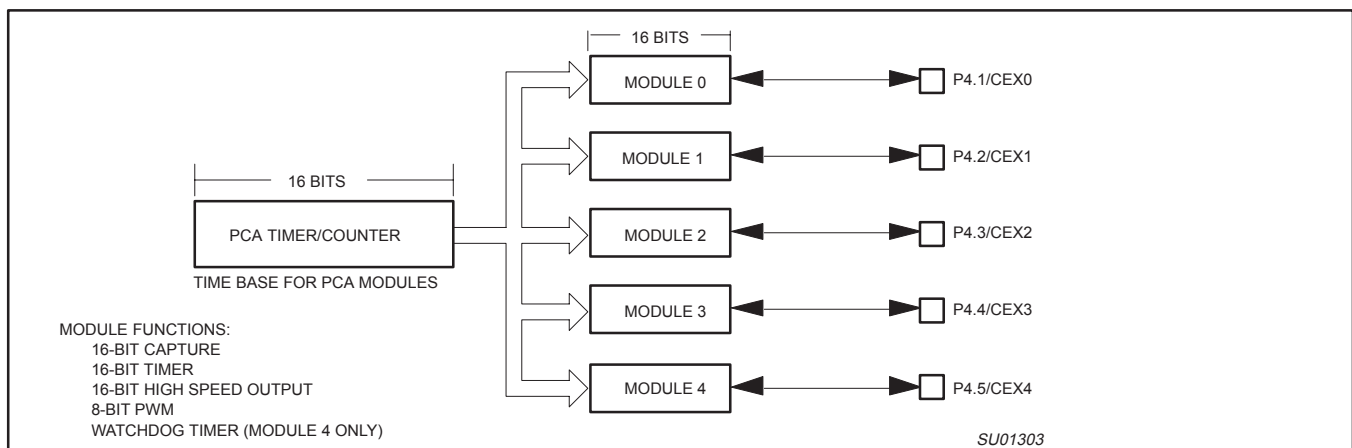 16 BITS
MODULE 0
P4.1/CEX0
MODULE 1
P4.2/CEX1
16 BITS
PCA TIMER/COUNTER
TIME BASE FOR PCA MODULES
MODULE 2
P4.3/CEX2
MODULE 3
P4.4/CEX3
MODULE 4
P4.5/CEX4
MODULE FUNCTIONS:
16-BIT CAPTURE
16-BIT TIMER
16-BIT HIGH SPEED OUTPUT
8-BIT PWM
WATCHDOG TIMER (MODULE 4 ONLY)
SU01303